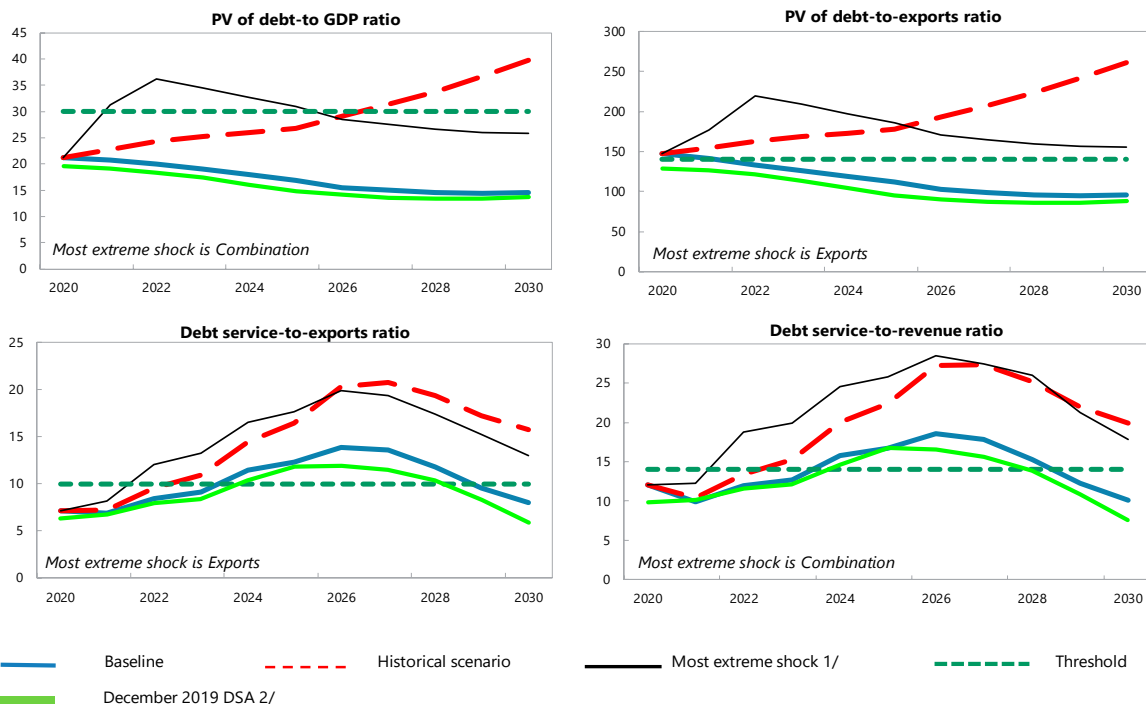 PV of debt-to GDP ratio
45
40
35
30
25
20
15
10
5
0
Most extreme shock is Combination
2020 2022 2024 2026 2028 2030
PV of debt-to-exports ratio
300
250
200
150
100
50
0
Most extreme shock is Exports
2020 2022 2024 2026 2028 2030
Debt service-to-exports ratio
25
20
15
10
5
0
Most extreme shock is Exports
2020 2022 2024 2026 2028 2030
Debt service-to-revenue ratio
30
25
20
15
10
5
0
Most extreme shock is Combination
2020 2022 2024 2026 2028 2030
Baseline Historical scenario Most extreme shock 1/ Threshold
December 2019 DSA 2/